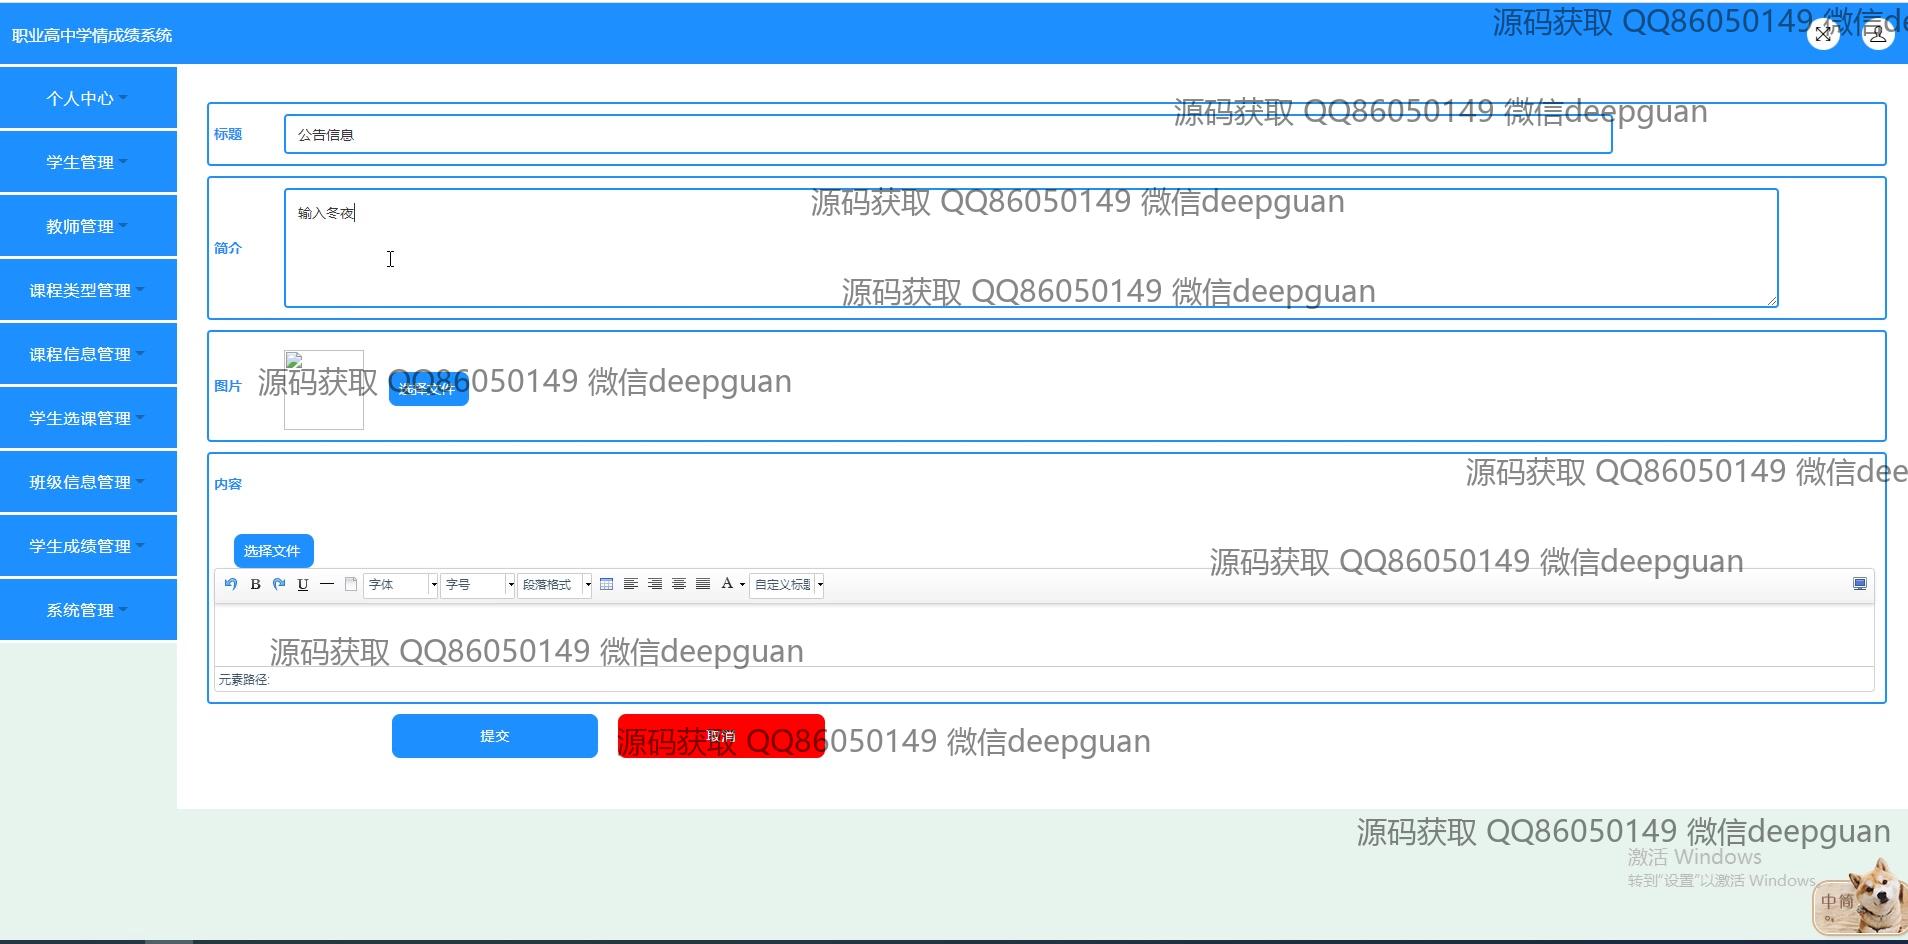 职业高中学情成绩系统
源码获取 QQ86050149 微信de
个人中心
学生管理
教师管理
课程类型管理
课程信息管理
学生选课管理
班级信息管理
学生成绩管理
系统管理
源码获取 QQ86050149 微信deepguan
标题
公告信息
源码获取 QQ86050149 微信deepguan
简介
输入冬夜
源码获取 QQ86050149 微信deepguan
图片
选择文件
源码获取 QQ86050149 微信deepguan
内容
源码获取 QQ86050149 微信dee
选择文件
源码获取 QQ86050149 微信deepguan
B U 字体 字号 段落格式 A 自定义标题
源码获取 QQ86050149 微信deepguan
元素路径:
提交
取消
源码获取 QQ86050149 微信deepguan
源码获取 QQ86050149 微信deepguan
激活 Windows
转到"设置"以激活 Windows
中简